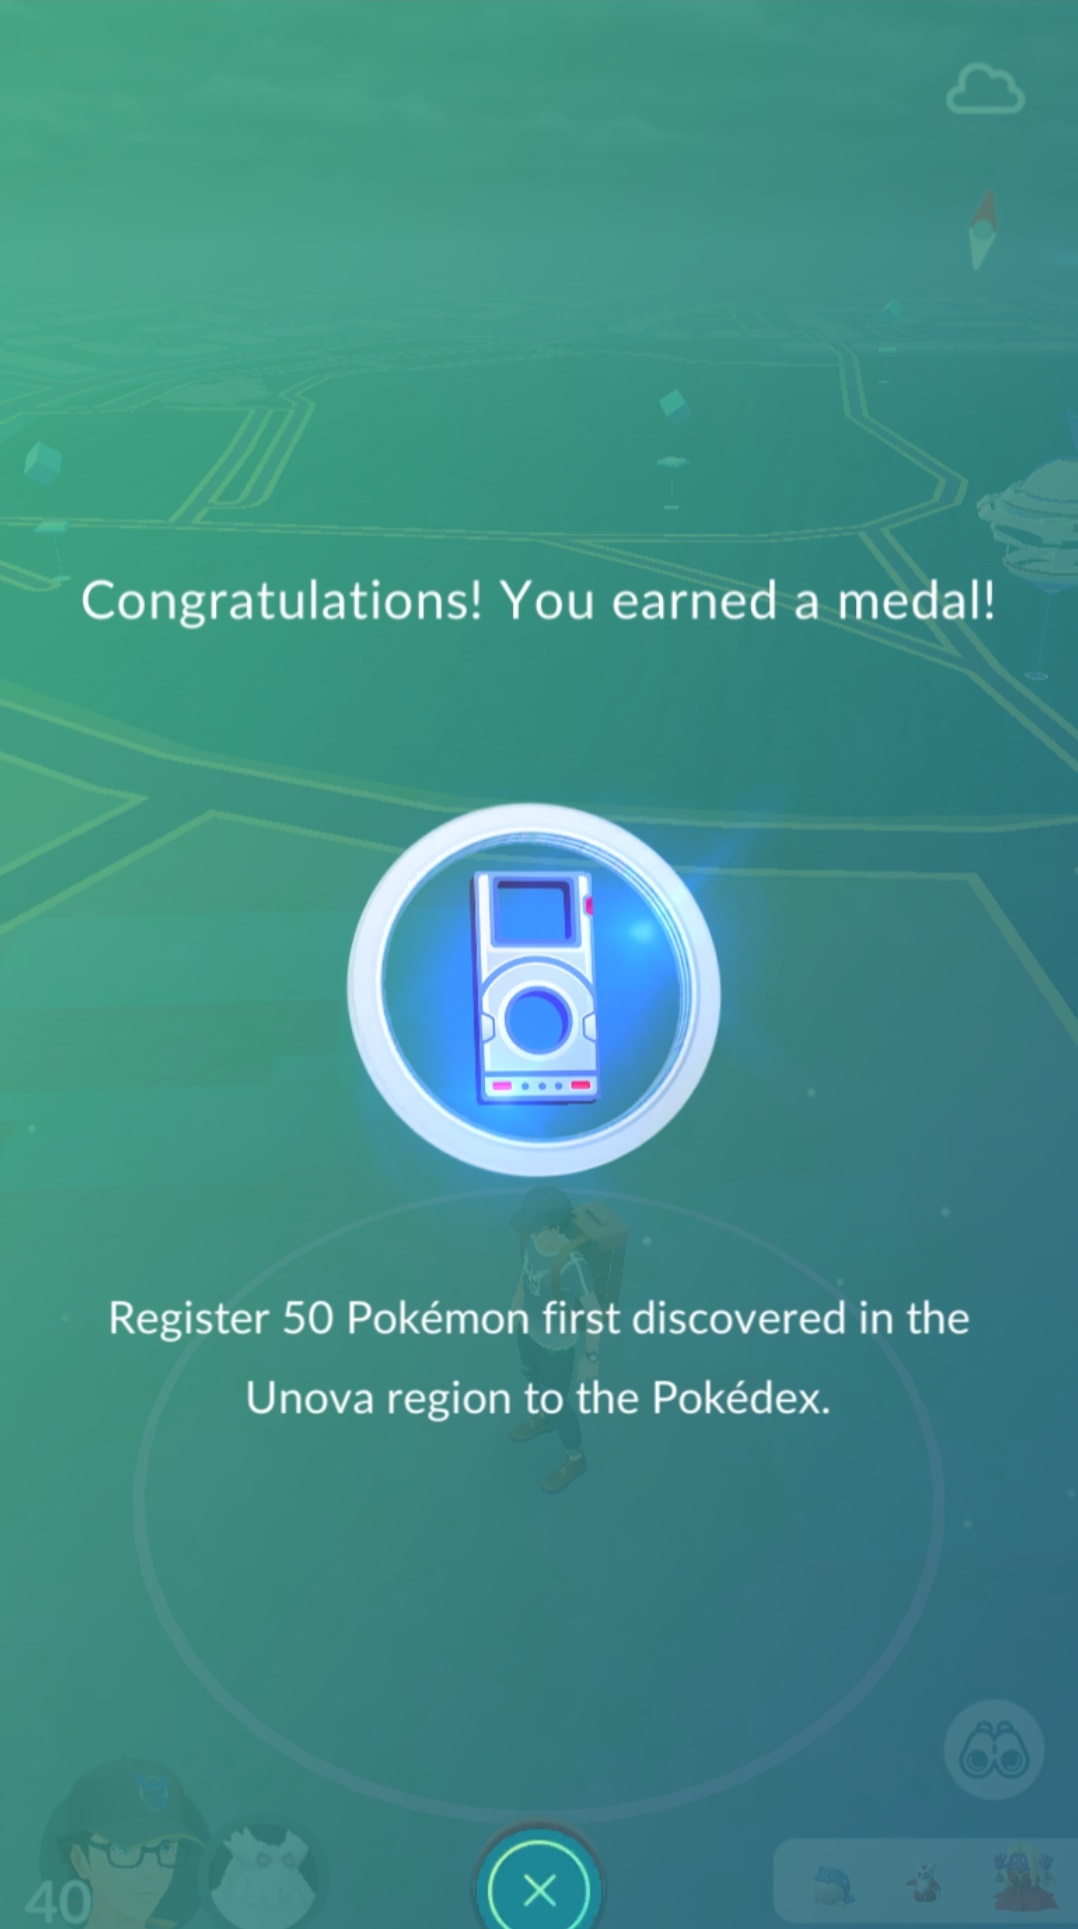 Congratulations! You earned a medal!
Register 50 Pokémon first discovered in the
Unova region to the Pokédex.
40